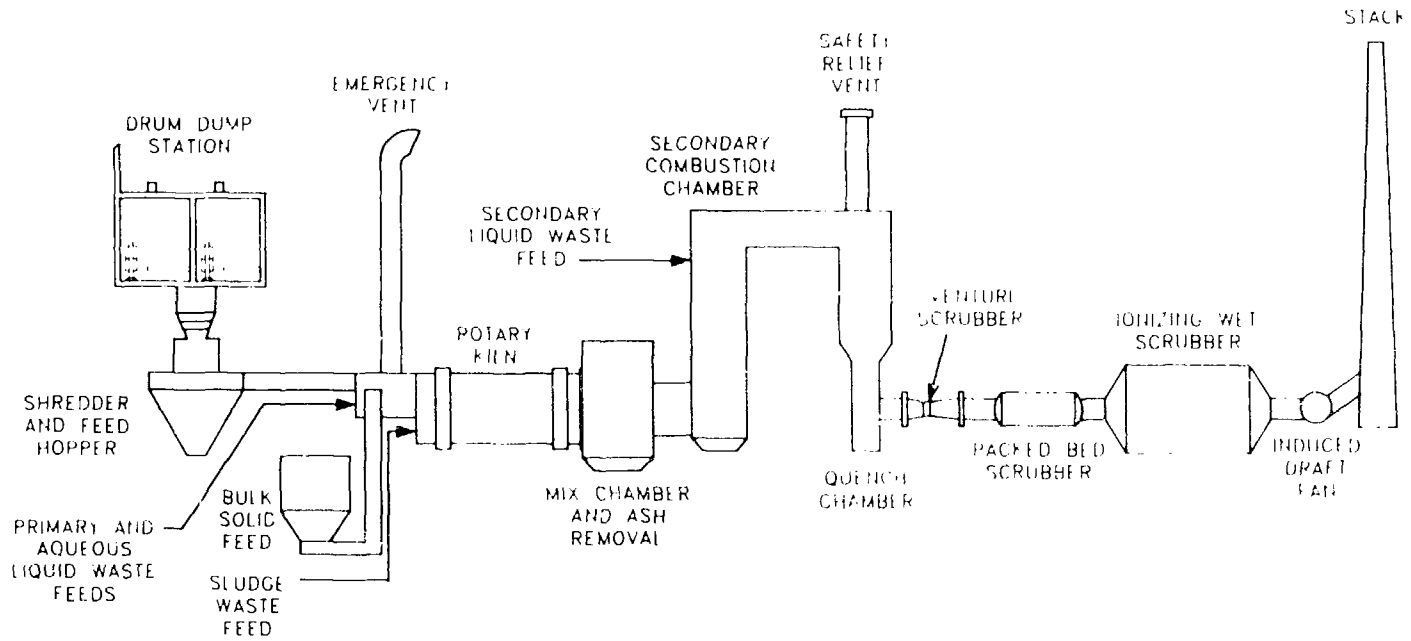 STACK
SAFETY
RELIEF
VENT
EMERGENCY
VENT
DRUM DUMP
STATION
SECONDARY
COMBUSTION
CHAMBER
SECONDARY
LIQUID WASTE
FEED
VENTURI
SCRUBBER
IONIZING WET
SCRUBBER
ROTARY
KILN
SHREDDER
AND FEED
HOPPER
PACKED BED
SCRUBBER
INDUCED
DRAFT
FAN
QUENCH
CHAMBER
MIX CHAMBER
AND ASH
REMOVAL
BULK
SOLID
FEED
PRIMARY AND
AQUEOUS
LIQUID WASTE
FEEDS
SLUDGE
WASTE
FEED